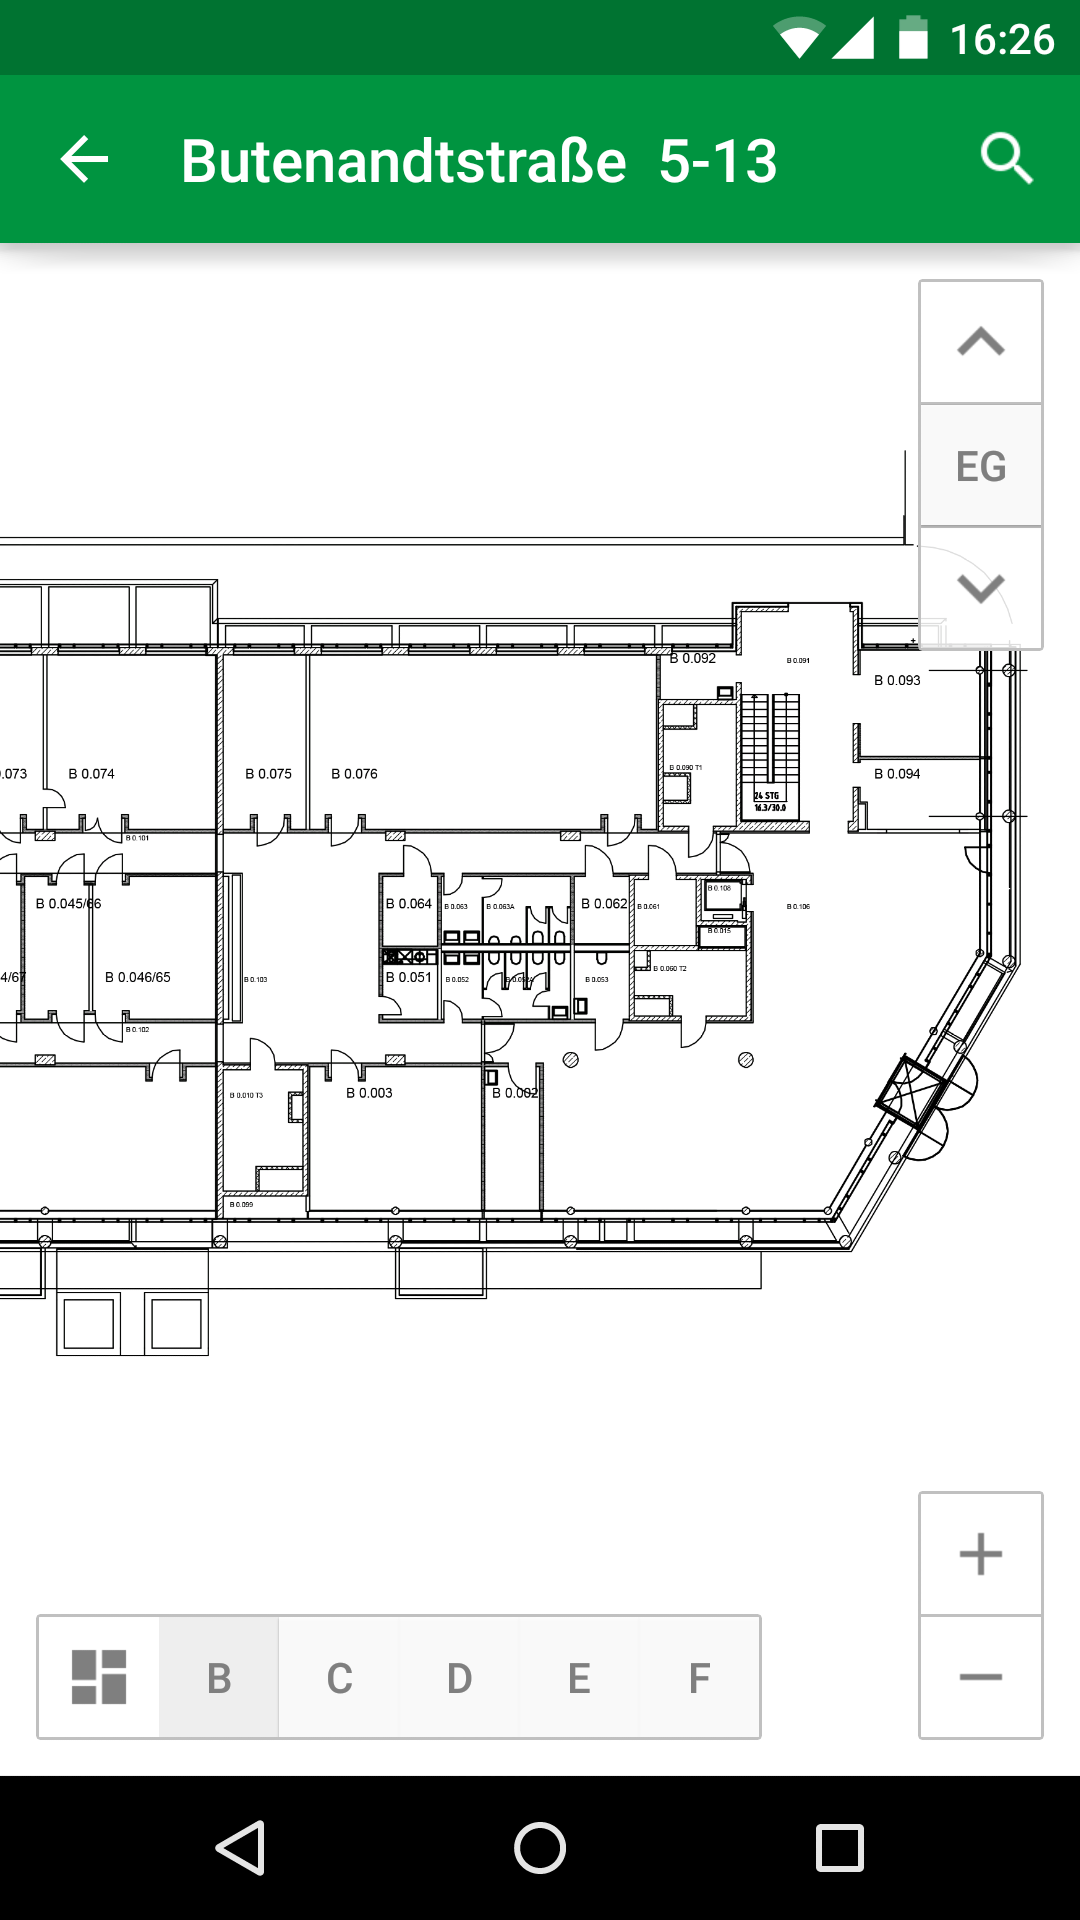 16:26
Butenandtstraße 5-13
EG
B 0.092
B 0.091
B 0.093
.073
B 0.074
B 0.075
B 0.076
B 0.090 T1
B 0.094
24 STG
16.3/30.0
B 0.101
B 0.045/66
B 0.064
B 0.063
B 0.063A
B 0.062
B 0.061
B 0.108
B 0.106
B 0.015
4/67
B 0.046/65
B 0.103
B 0.051
B 0.052
B 0.052A
B 0.053
B 0.060 T2
B 0.102
B 0.010 T3
B 0.003
B 0.002
B 0.099
B
C
D
E
F